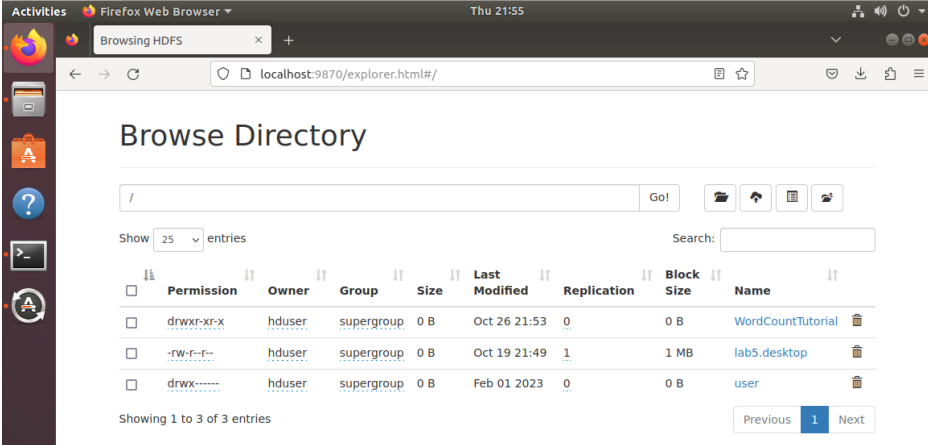 Activities Firefox Web Browser Thu 21:55
Browsing HDFS
localhost:9870/explorer.html#/
Browse Directory
/ Go!
Show 25 entries Search:
Permission Owner Group Size Last Modified Replication Block Size Name
drwxr-xr-x hduser supergroup 0 B Oct 26 21:53 0 0 B WordCountTutorial
-rw-r--r-- hduser supergroup 0 B Oct 19 21:49 1 1 MB lab5.desktop
drwx------ hduser supergroup 0 B Feb 01 2023 0 0 B user
Showing 1 to 3 of 3 entries Previous 1 Next